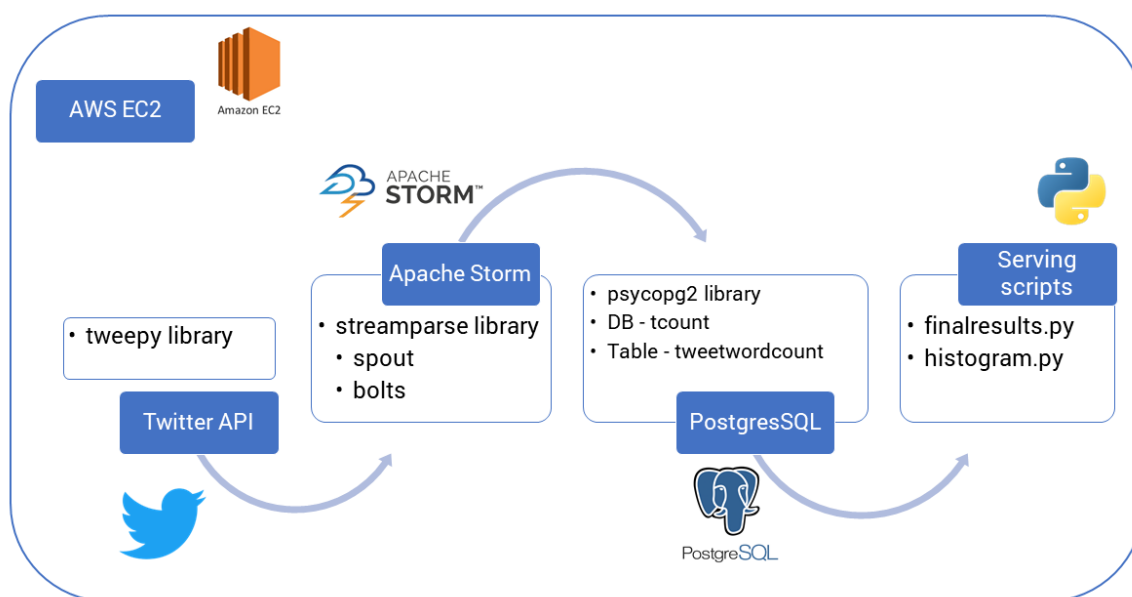 AWS EC2
Amazon EC2
APACHE
STORM™
Apache Storm
• streamparse library
• spout
• bolts
• tweepy library
Twitter API
• psycopg2 library
• DB - tcount
• Table - tweetwordcount
PostgresSQL
PostgreSQL
Serving
scripts
• finalresults.py
• histogram.py